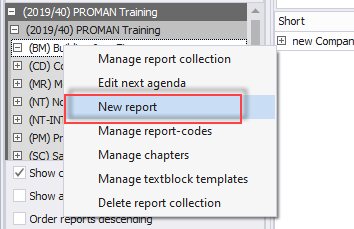 (2019/40) PROMAN Training
(2019/40) PROMAN Training
(BM)
(CD) Co
(MR) M
(NT) No
(NT-INT
(PM) Pr
(SC) Sa
Show c
Show a
Order reports descending
Manage report collection
Edit next agenda
New report
Manage report-codes
Manage chapters
Manage textblock templates
Delete report collection
Short
new Compan